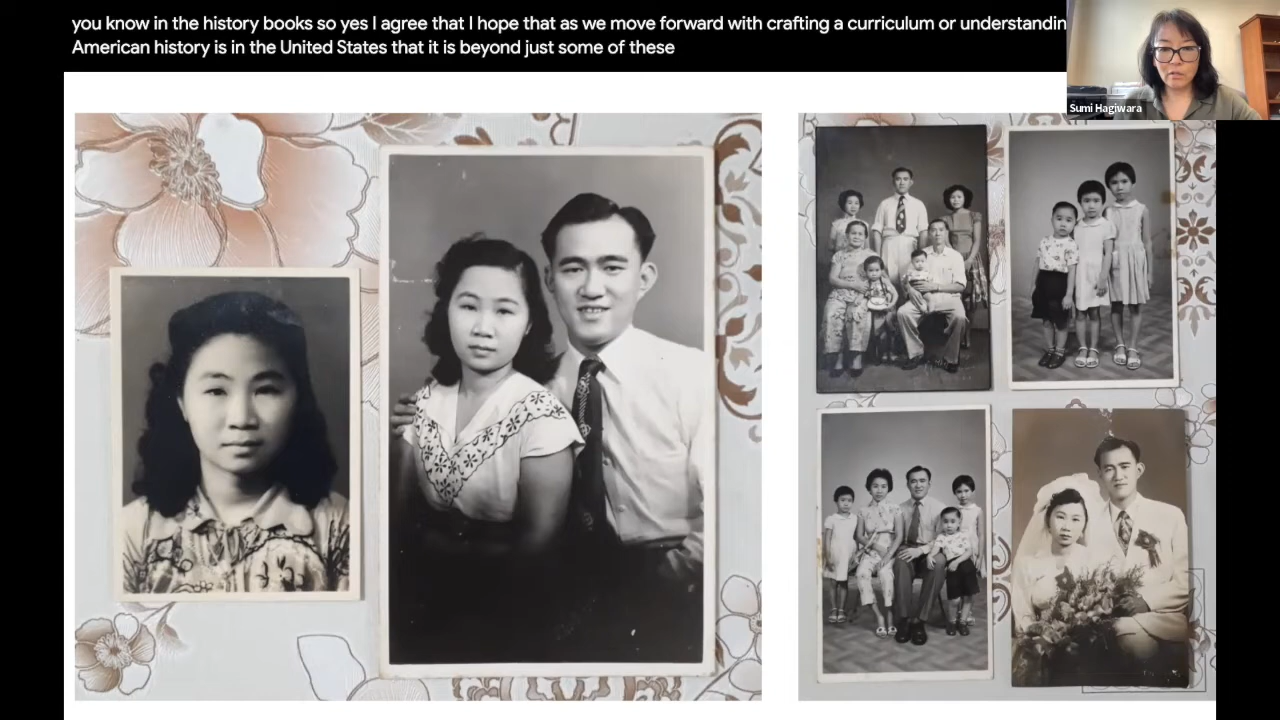 you know in the history books so yes I agree that I hope that as we move forward with crafting a curriculum or understandin
American history is in the United States that it is beyond just some of these
Sumi Hagiwara